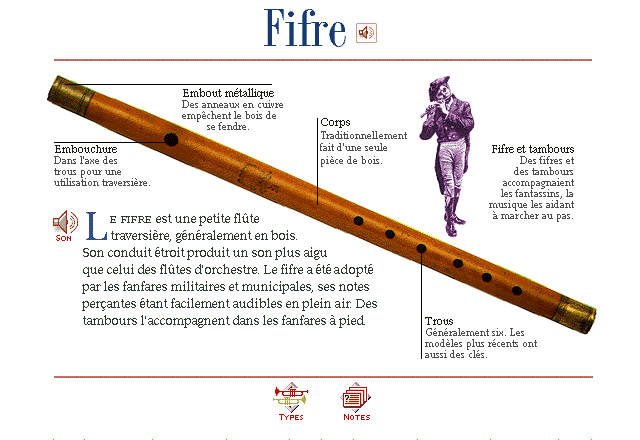 Fifre
Embout métallique
Des anneaux en cuivre
empêchent le bois de
se fendre.
Embouchure
Dans l'axe des
trous pour une
utilisation traversière.
Corps
Traditionnellement
fait d'une seule
pièce de bois.
Fifre et tambours
Des fifres et
des tambours
accompagnaient
les fantassins, la
musique les aidant
à marcher au pas.
SON
LE FIFRE est une petite flûte
traversière, généralement en bois.
Son conduit étroit produit un son plus aigu
que celui des flûtes d'orchestre. Le fifre a été adopté
par les fanfares militaires et municipales, ses notes
perçantes étant facilement audibles en plein air. Des
tambours l'accompagnent dans les fanfares à pied.
Trous
Généralement six. Les
modèles plus récents ont
aussi des clés.
TYPES
NOTES